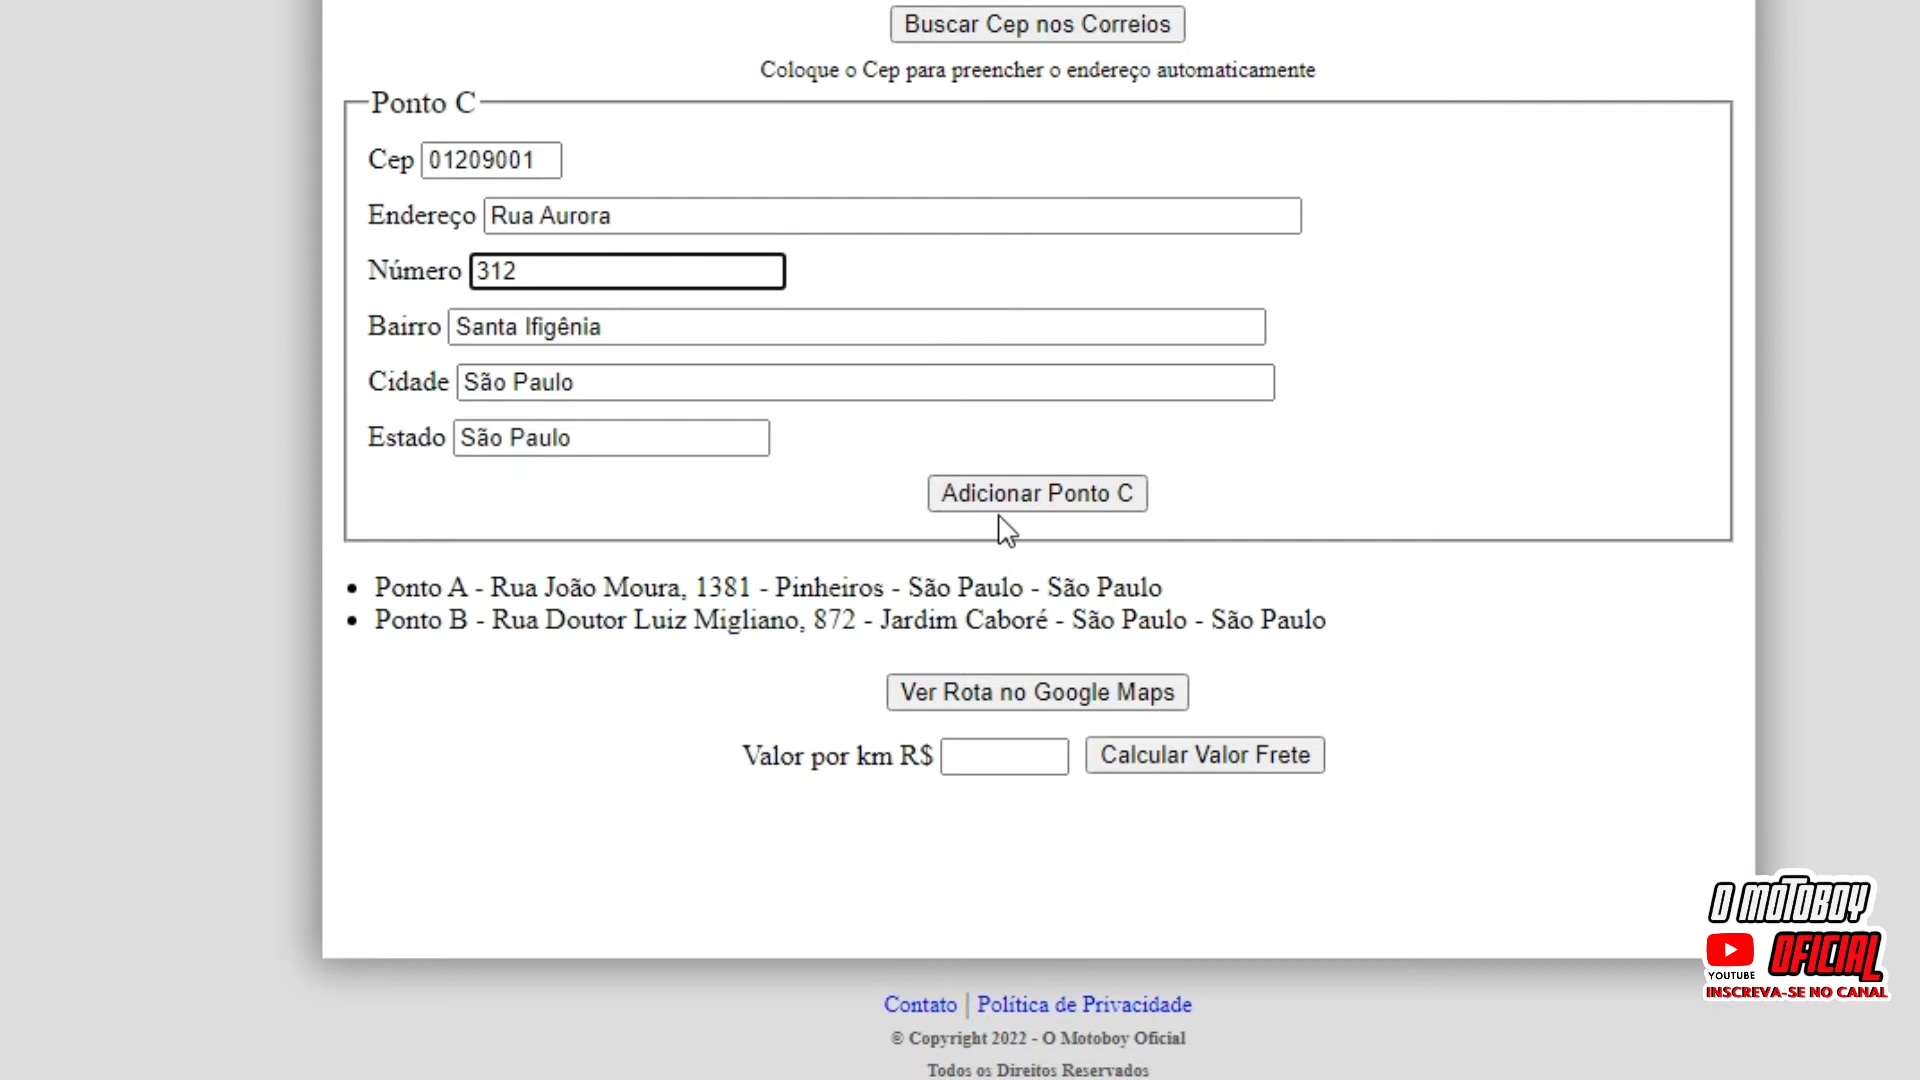 Buscar Cep nos Correios
Coloque o Cep para preencher o endereço automaticamente
Ponto C
Cep 01209001
Endereço Rua Aurora
Número 312
Bairro Santa Ifigênia
Cidade São Paulo
Estado São Paulo
Adicionar Ponto C
• Ponto A - Rua João Moura, 1381 - Pinheiros - São Paulo - São Paulo
• Ponto B - Rua Doutor Luiz Migliano, 872 - Jardim Caboré - São Paulo - São Paulo
Ver Rota no Google Maps
Valor por km R$ Calcular Valor Frete
O MOTOBOY
OFICIAL
YOUTUBE
INSCREVA-SE NO CANAL
Contato | Política de Privacidade
© Copyright 2022 - O Motoboy Oficial
Todos os Direitos Reservados